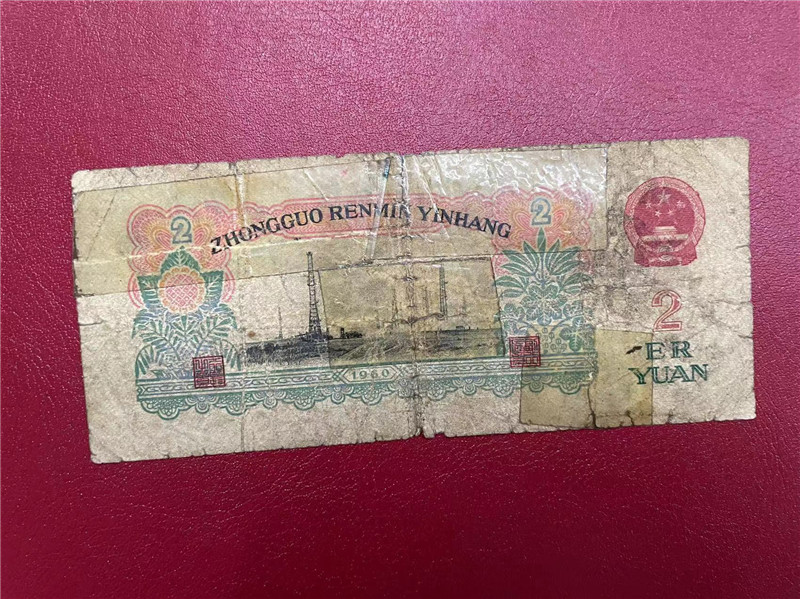 ZHONGGUO RENMIN YINHANG
2
2
2
ER
YUAN
1960